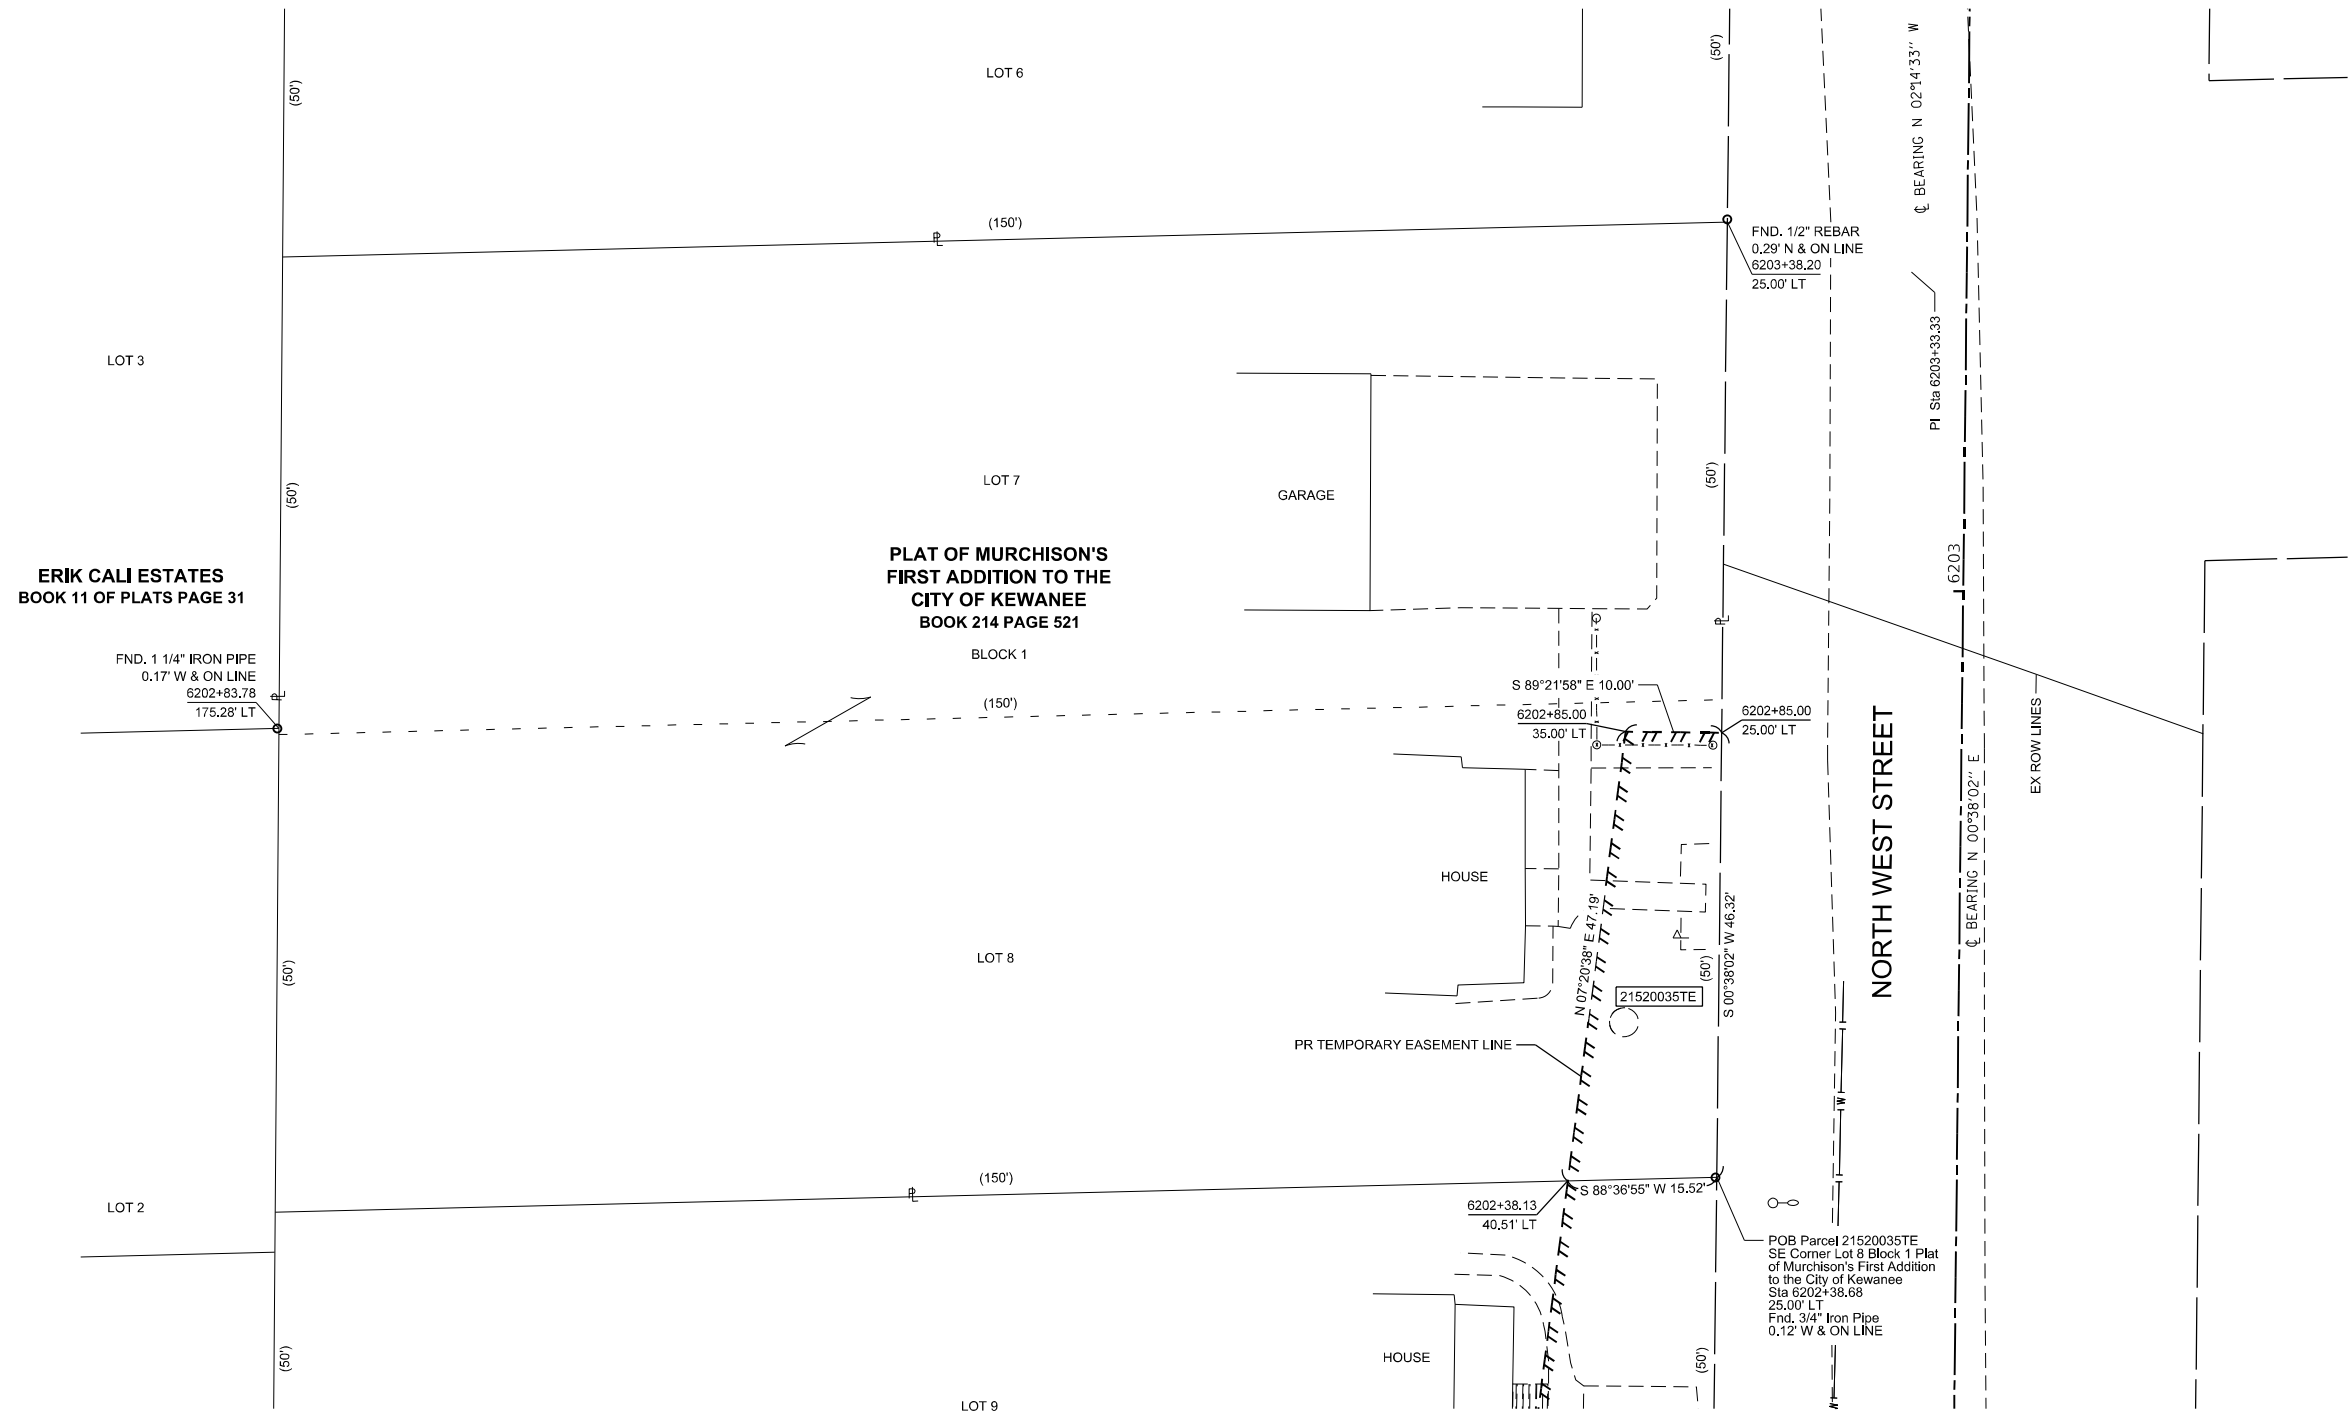 (50')
LOT 6
(50')
℄ BEARING N 02°14'33" W
(150')
℄
FND. 1/2" REBAR
0.29' N & ON LINE
6203+38.20
25.00' LT
PI Sta 6203+33.33
LOT 3
(50')
LOT 7
(50')
GARAGE
ERIK CALI ESTATES
BOOK 11 OF PLATS PAGE 31
PLAT OF MURCHISON'S
FIRST ADDITION TO THE
CITY OF KEWANEE
BOOK 214 PAGE 521
BLOCK 1
6203
FND. 1 1/4" IRON PIPE
0.17' W & ON LINE
6202+83.78
175.28' LT
(150')
S 89°21'58" E 10.00'
6202+85.00
35.00' LT
6202+85.00
25.00' LT
EX ROW LINES
NORTH WEST STREET
℄ BEARING N 00°38'02" E
HOUSE
N 07°20'38" E 47.19'
S 00°38'02" W 46.32'
(50')
LOT 8
(50')
21520035TE
PR TEMPORARY EASEMENT LINE
W
(150')
S 88°36'55" W 15.52'
LOT 2
6202+38.13
40.51' LT
POB Parcel 21520035TE
SE Corner Lot 8 Block 1 Plat
of Murchison's First Addition
to the City of Kewanee
Sta 6202+38.68
25.00' LT
Fnd. 3/4" Iron Pipe
0.12' W & ON LINE
(50')
HOUSE
(50')
LOT 9